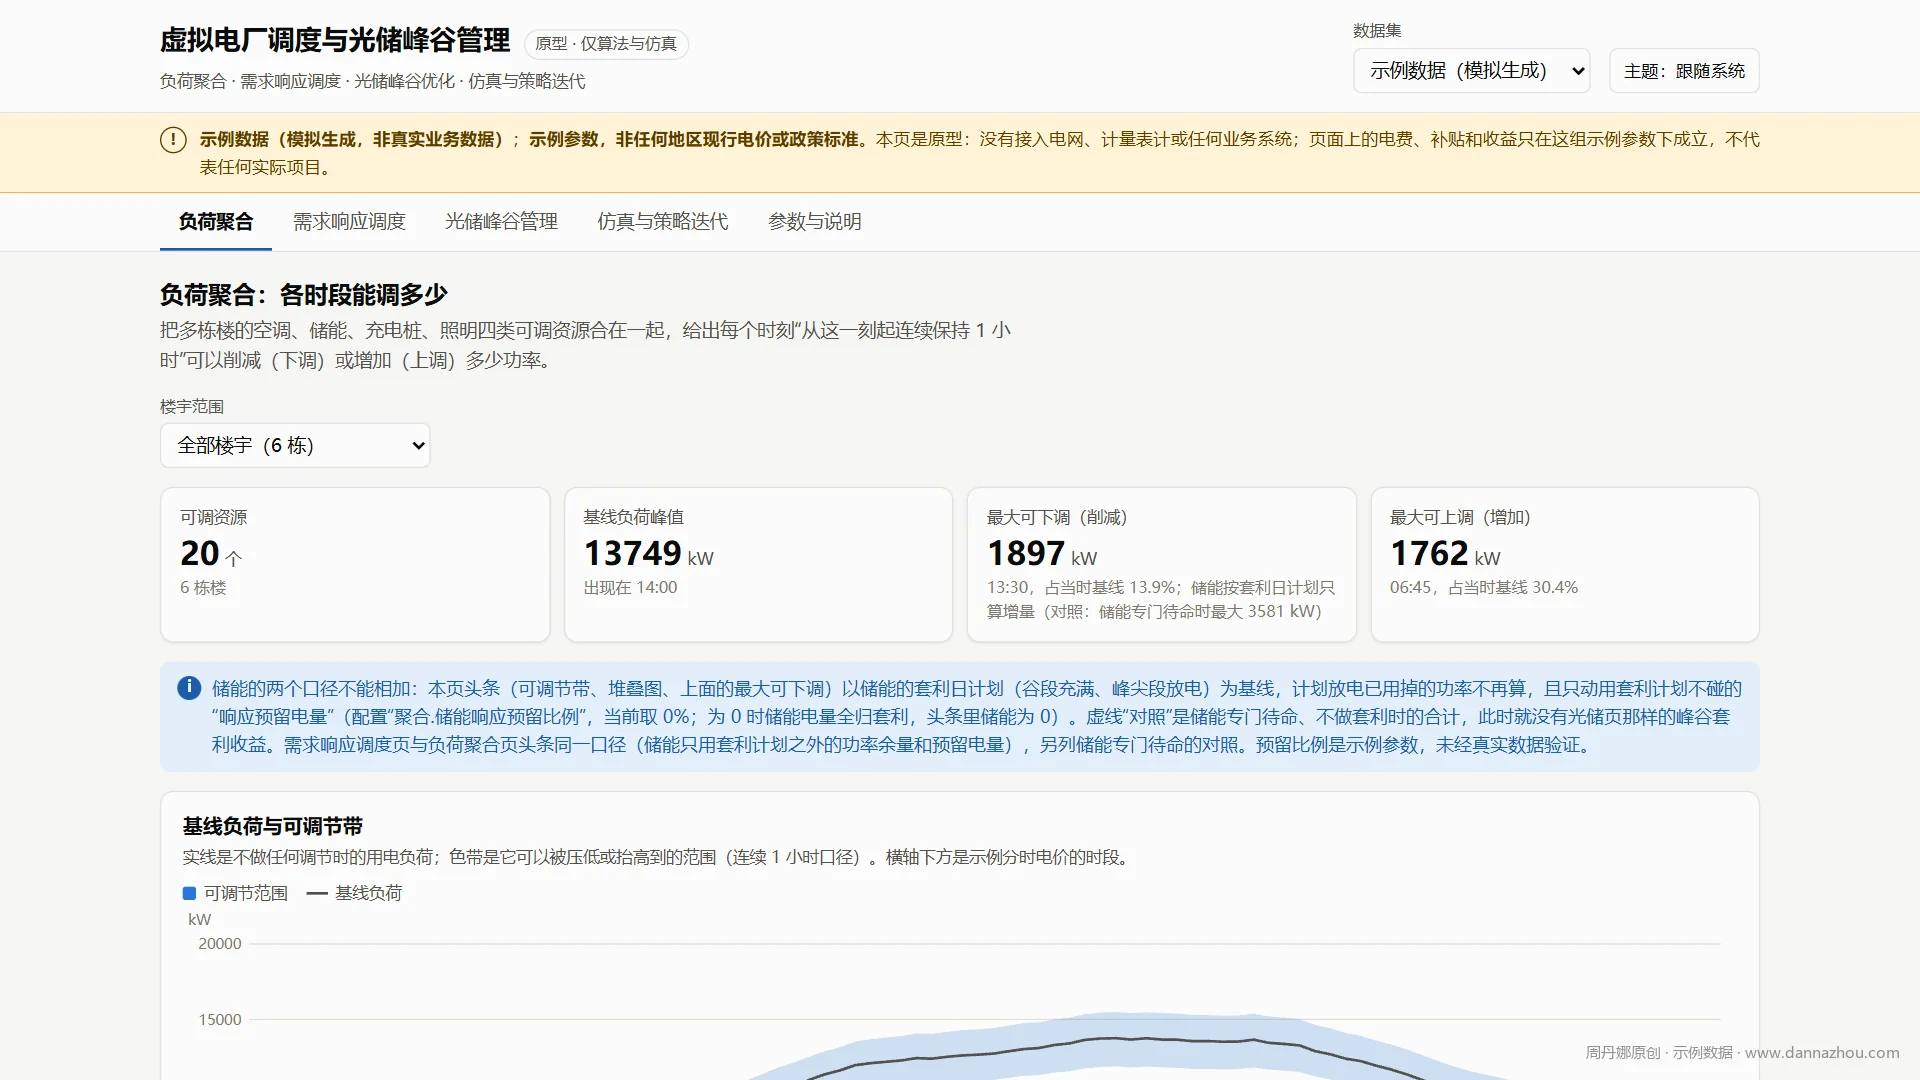 虚拟电厂调度与光储峰谷管理
原型 · 仅算法与仿真
负荷聚合 · 需求响应调度 · 光储峰谷优化 · 仿真与策略迭代
数据集
示例数据（模拟生成）
主题：跟随系统
! 示例数据（模拟生成，非真实业务数据）；示例参数，非任何地区现行电价或政策标准。本页是原型：没有接入电网、计量表计或任何业务系统；页面上的电费、补贴和收益只在这组示例参数下成立，不代
表任何实际项目。
负荷聚合 需求响应调度 光储峰谷管理 仿真与策略迭代 参数与说明
负荷聚合：各时段能调多少
把多栋楼的空调、储能、充电桩、照明四类可调资源合在一起，给出每个时刻“从这一刻起连续保持 1 小
时”可以削减（下调）或增加（上调）多少功率。
楼宇范围
全部楼宇（6 栋）
可调资源
20 个
6 栋楼
基线负荷峰值
13749 kW
出现在 14:00
最大可下调（削减）
1897 kW
13:30，占当时基线 13.9%；储能按套利日计划只
算增量（对照：储能专门待命时最大 3581 kW）
最大可上调（增加）
1762 kW
06:45，占当时基线 30.4%
i 储能的两个口径不能相加：本页头条（可调节带、堆叠图、上面的最大可下调）以储能的套利日计划（谷段充满、峰尖段放电）为基线，计划放电已用掉的功率不再算，且只动用套利计划不碰的
“响应预留电量”（配置“聚合.储能响应预留比例”，当前取 0%；为 0 时储能电量全归套利，头条里储能为 0）。虚线“对照”是储能专门待命、不做套利时的合计，此时就没有光储页那样的峰谷套
利收益。需求响应调度页与负荷聚合页头条同一口径（储能只用套利计划之外的功率余量和预留电量），另列储能专门待命的对照。预留比例是示例参数，未经真实数据验证。
基线负荷与可调节带
实线是不做任何调节时的用电负荷；色带是它可以被压低或抬高到的范围（连续 1 小时口径）。横轴下方是示例分时电价的时段。
可调节范围 基线负荷
kW
20000
15000
周丹娜原创 · 示例数据 · www.dannazhou.com